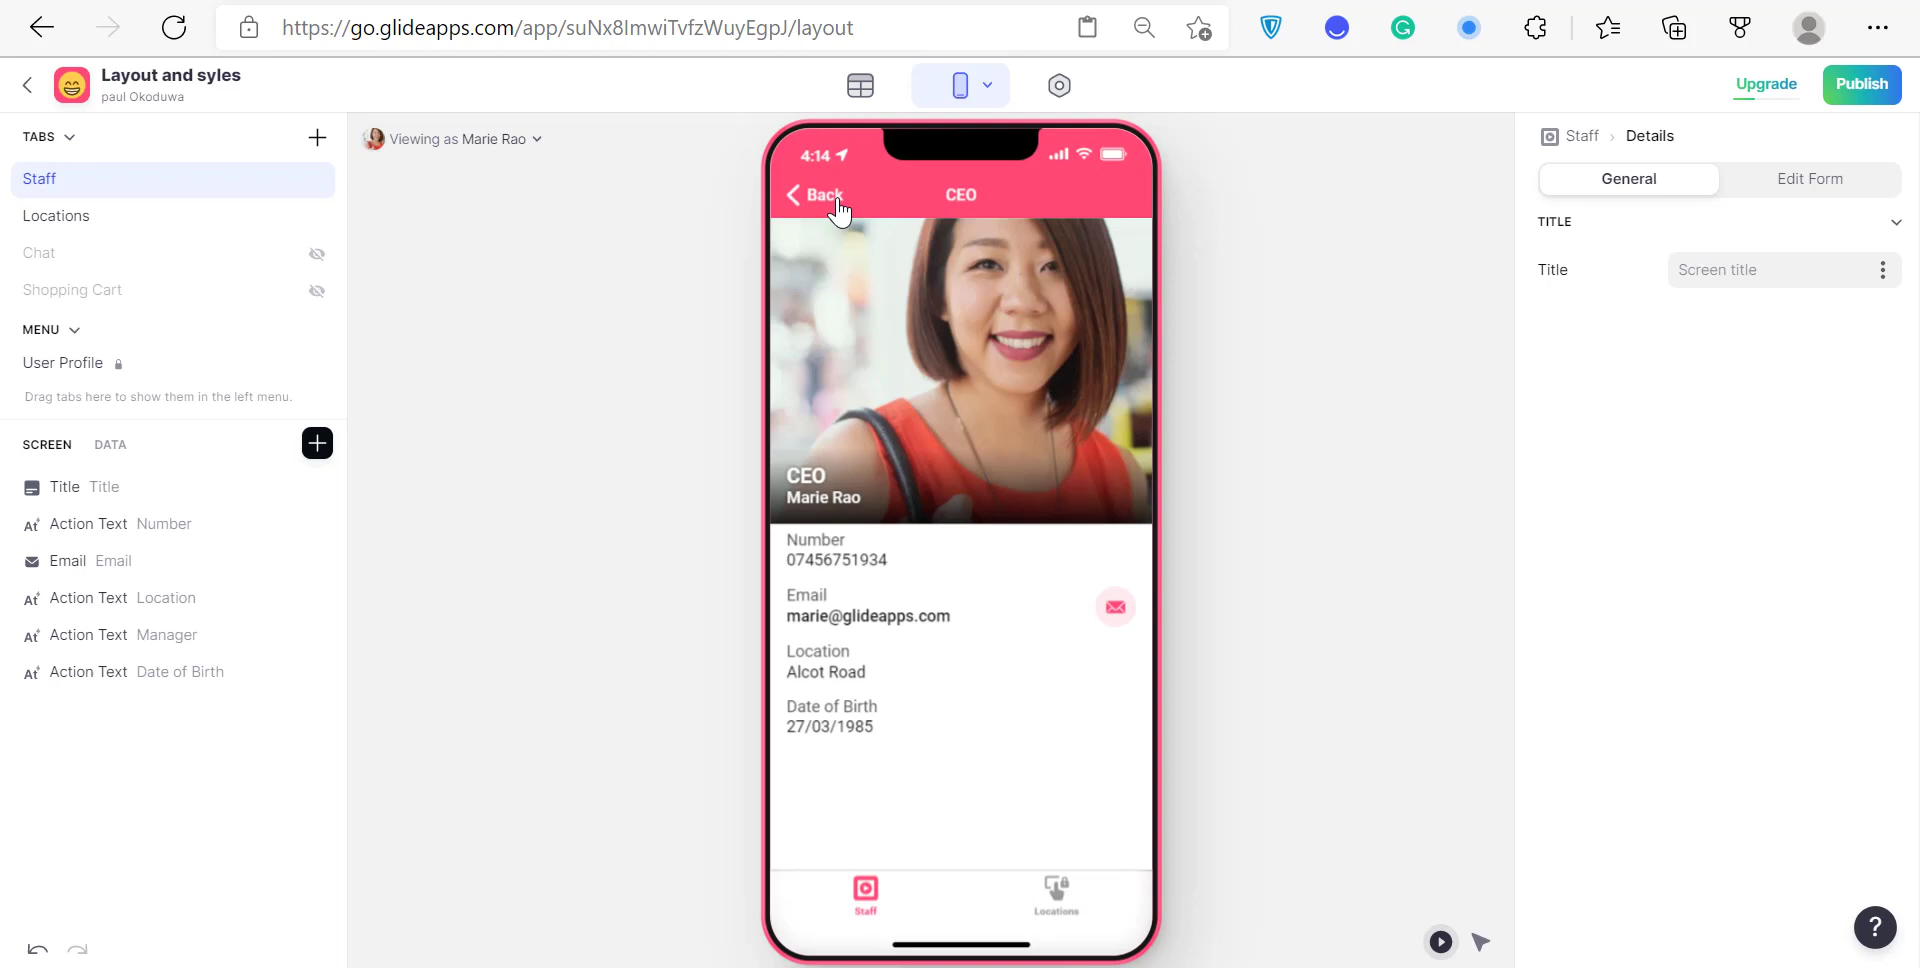 https://go.glideapps.com/app/suNx8ImwiTvfzWuyEgpJ/layout
Layout and syles
paul Okoduwa
Upgrade
Publish
TABS
Staff
Locations
Chat
Shopping Cart
MENU
User Profile
Drag tabs here to show them in the left menu.
SCREEN DATA
Title Title
Action Text Number
Email Email
Action Text Location
Action Text Manager
Action Text Date of Birth
Viewing as Marie Rao
4:14
Back CEO
CEO
Marie Rao
Number
07456751934
Email
marie@glideapps.com
Location
Alcot Road
Date of Birth
27/03/1985
Staff Locations
Staff Details
General Edit Form
TITLE
Title Screen title
?